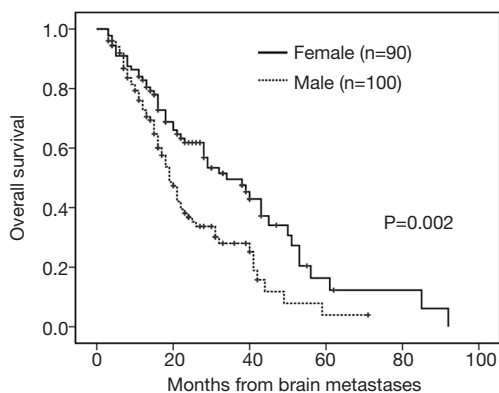 Overall survival
1.0
0.8
0.6
0.4
0.2
0.0
Female (n=90)
Male (n=100)
P=0.002
0 20 40 60 80 100
Months from brain metastases